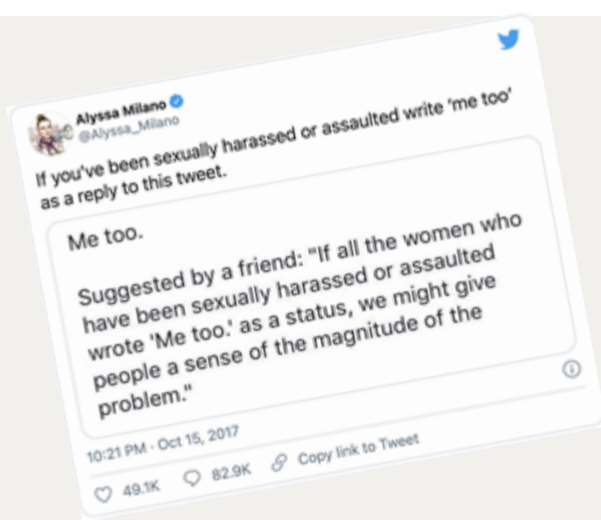 Alyssa Milano
@Alyssa_Milano
If you've been sexually harassed or assaulted write 'me too'
as a reply to this tweet.
Me too.
Suggested by a friend: "If all the women who
have been sexually harassed or assaulted
wrote 'Me too.' as a status, we might give
people a sense of the magnitude of the
problem."
10:21 PM · Oct 15, 2017
49.1K 82.9K Copy link to Tweet